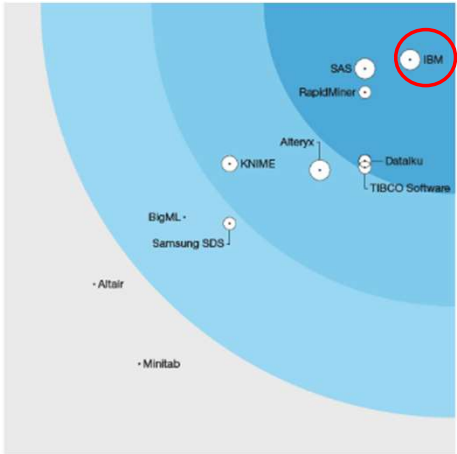 IBM
SAS
RapidMiner
Alteryx
Dataiku
KNIME
TIBCO Software
BigML
Samsung SDS
Altair
Minitab